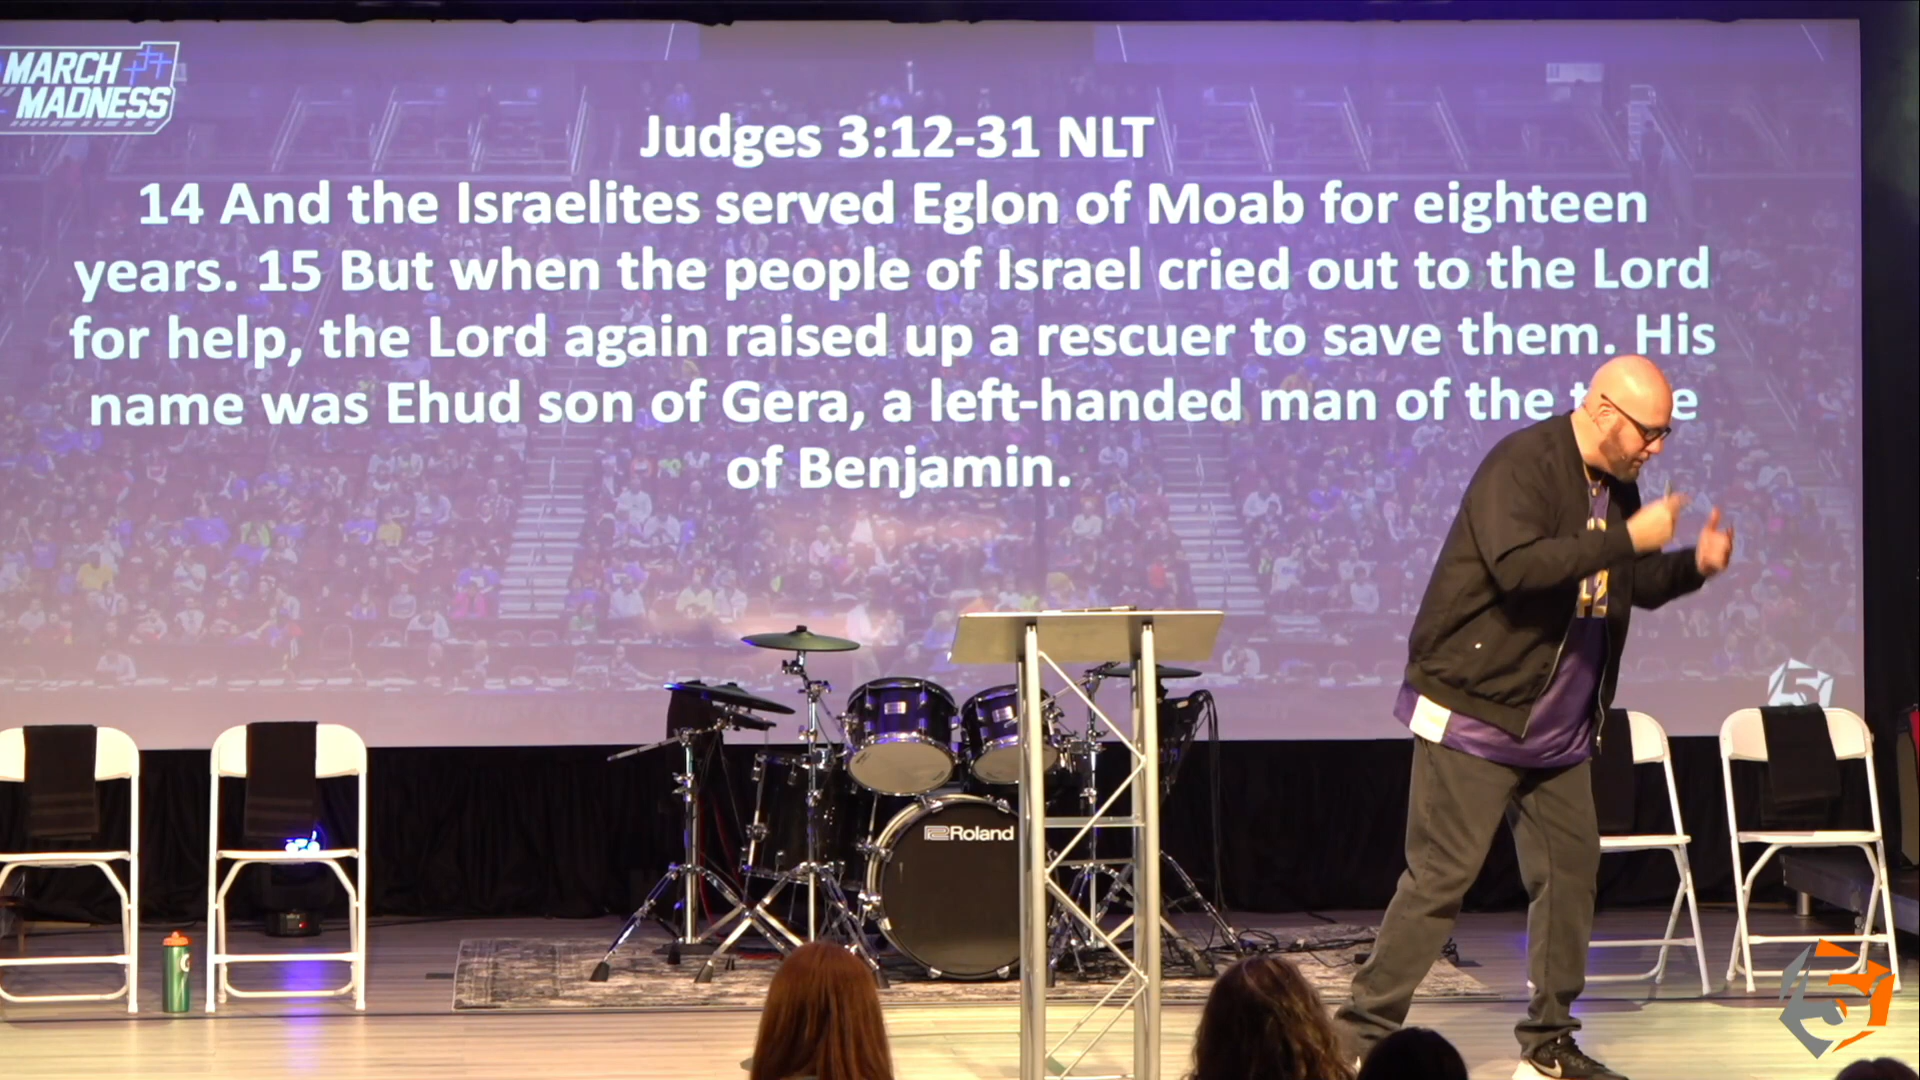 MARCH
MADNESS
Judges 3:12-31 NLT
14 And the Israelites served Eglon of Moab for eighteen
years. 15 But when the people of Israel cried out to the Lord
for help, the Lord again raised up a rescuer to save them. His
name was Ehud son of Gera, a left-handed man of the
of Benjamin.
Roland